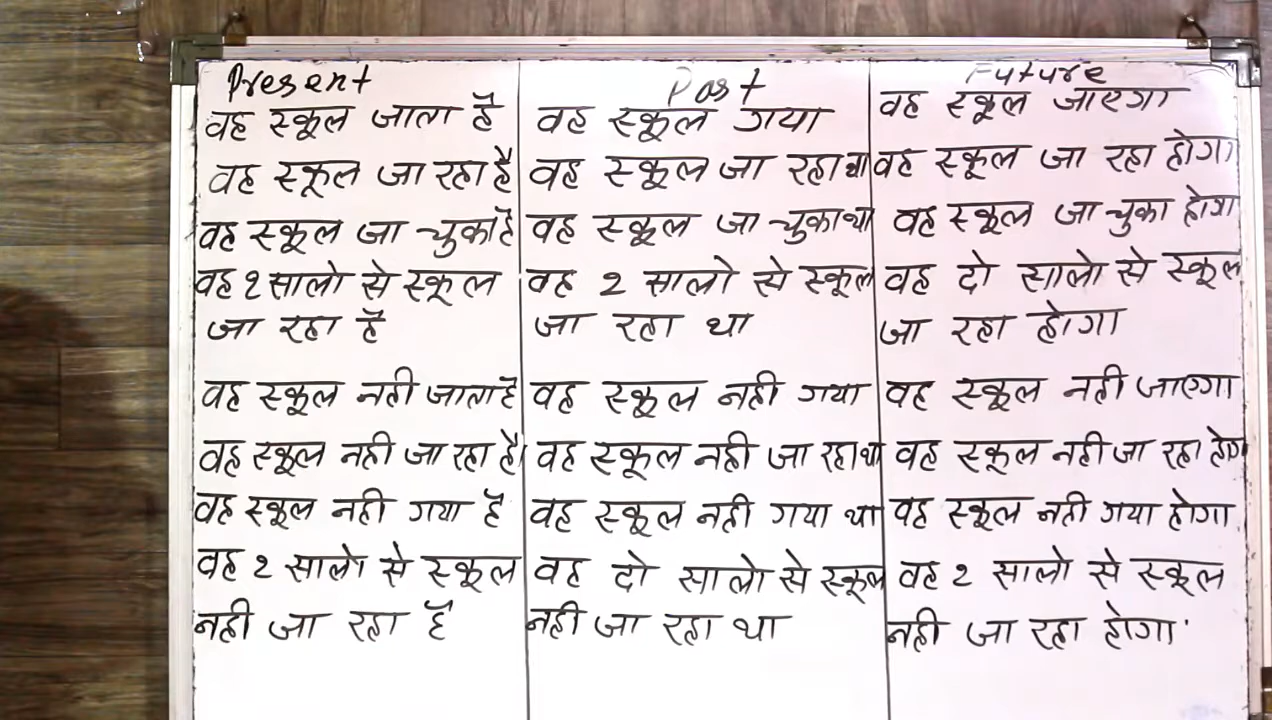 Present
वह स्कूल जाता है
वह स्कूल जा रहा है
वह स्कूल जा चुका है
वह 2 सालो से स्कूल
जा रहा है
वह स्कूल नही जाता है
वह स्कूल नही जा रहा है।
वह स्कूल नही गया है
वह 2 सालो से स्कूल
नही जा रहा है
Past
वह स्कूल गया
वह स्कूल जा रहा था
वह स्कूल जा चुका था
वह 2 सालो से स्कूल
जा रहा था
वह स्कूल नही गया
वह स्कूल नही जा रहा था
वह स्कूल नही गया था
वह दो सालो से स्कूल
नही जा रहा था
Future
वह स्कूल जाएगा
वह स्कूल जा रहा होगा
वह स्कूल जा चुका होगा
वह दो सालो से स्कूल
जा रहा होगा
वह स्कूल नही जाएगा
वह स्कूल नही जा रहा होगा
वह स्कूल नही गया होगा
वह 2 सालो से स्कूल
नही जा रहा होगा